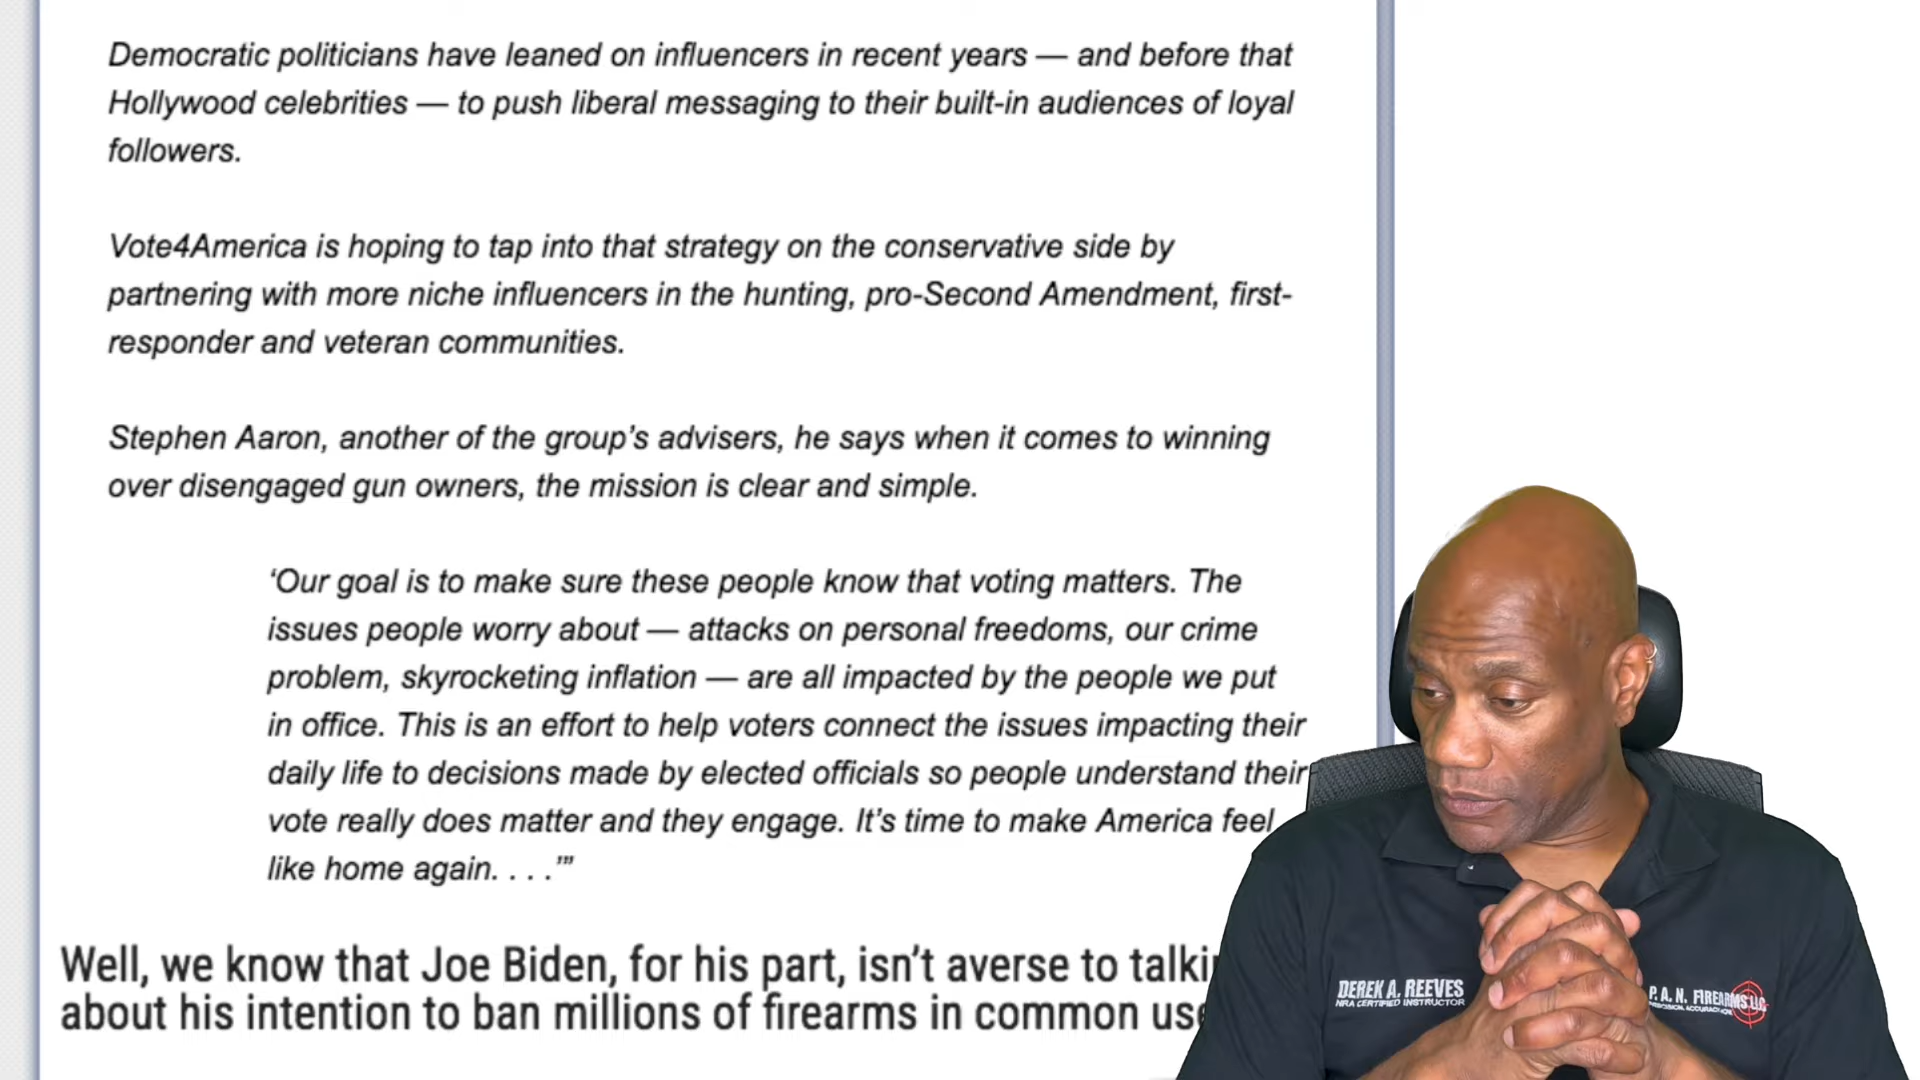 Democratic politicians have leaned on influencers in recent years — and before that
Hollywood celebrities — to push liberal messaging to their built-in audiences of loyal
followers.
Vote4America is hoping to tap into that strategy on the conservative side by
partnering with more niche influencers in the hunting, pro-Second Amendment, first-
responder and veteran communities.
Stephen Aaron, another of the group’s advisers, he says when it comes to winning
over disengaged gun owners, the mission is clear and simple.
‘Our goal is to make sure these people know that voting matters. The
issues people worry about — attacks on personal freedoms, our crime
problem, skyrocketing inflation — are all impacted by the people we put
in office. This is an effort to help voters connect the issues impacting their
daily life to decisions made by elected officials so people understand their
vote really does matter and they engage. It’s time to make America feel
like home again. . . .’”
Well, we know that Joe Biden, for his part, isn’t averse to
about his intention to ban millions of firearms in common
DEREK A. REEVES
NRA CERTIFIED INSTRUCTOR
P.A.N. FIREARMS LLC